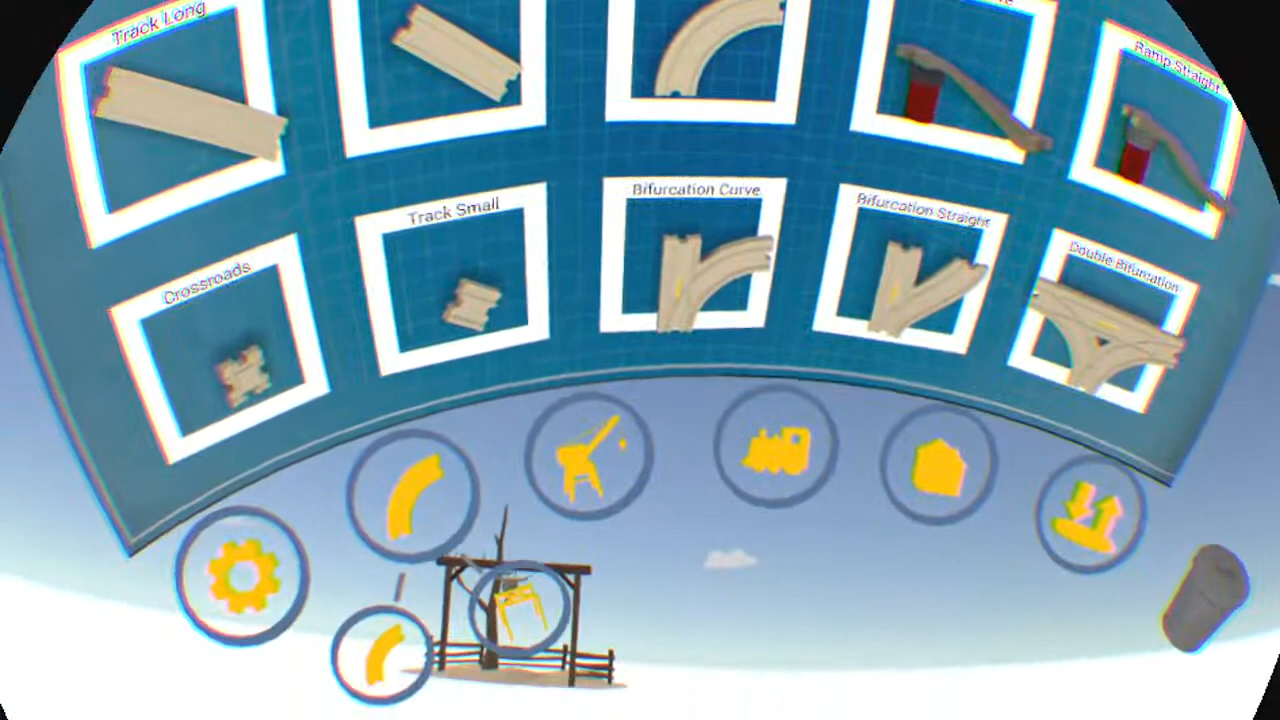 Track Long
Ramp Straight
Crossroads
Track Small
Bifurcation Curve
Bifurcation Straight
Double Bifurcation